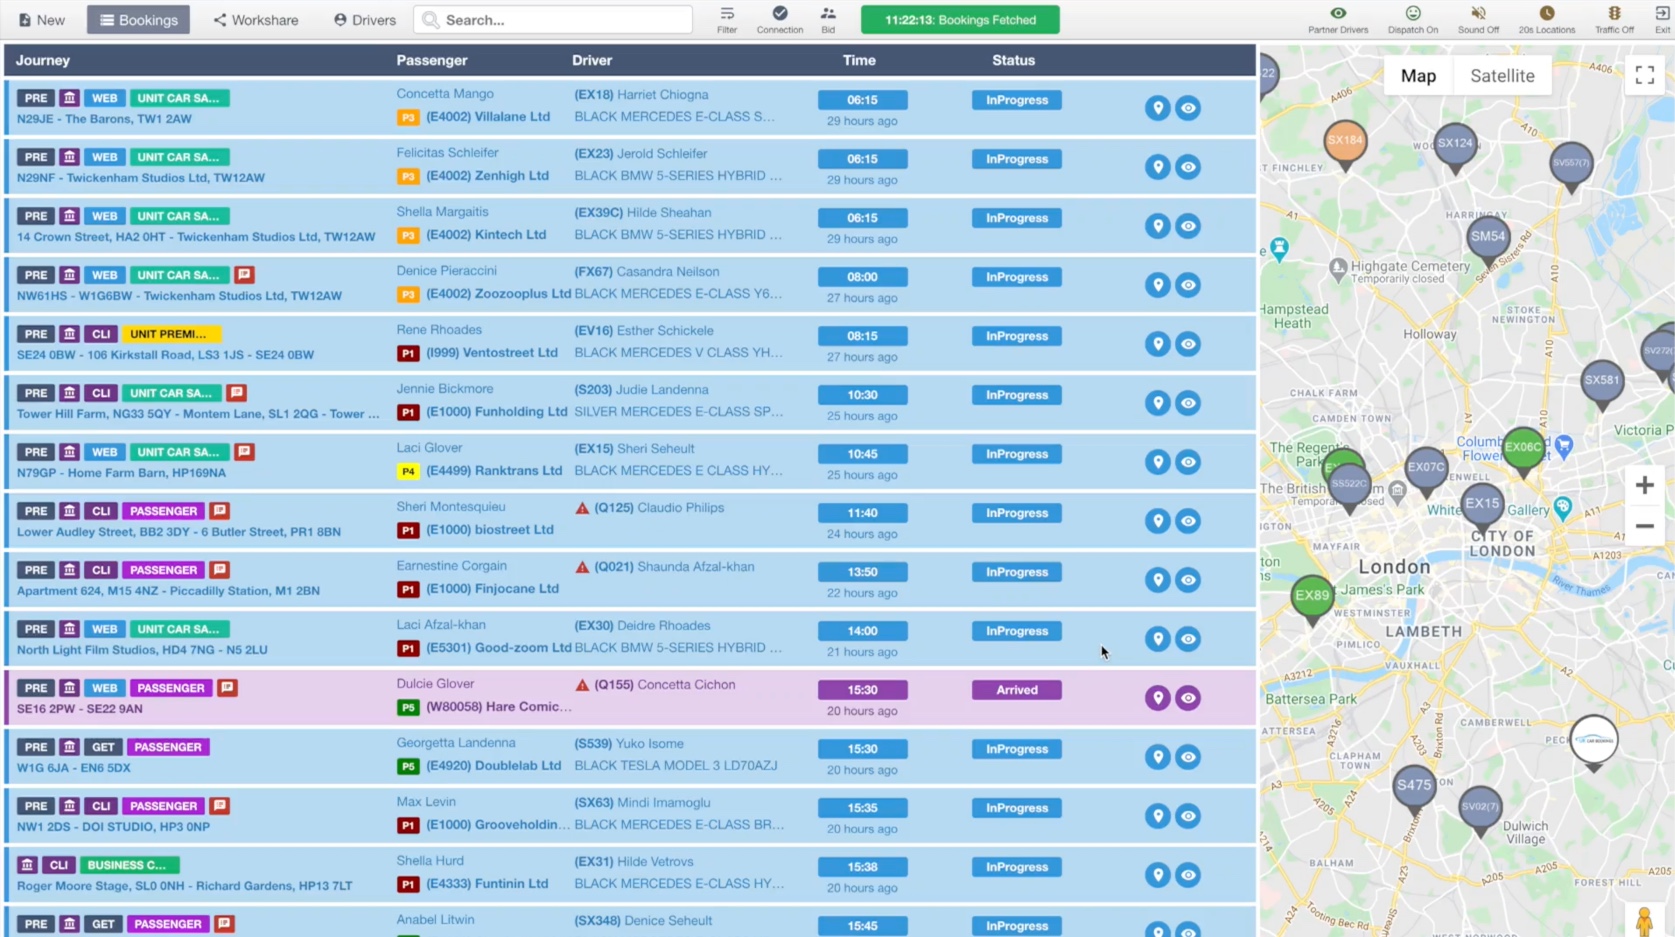 New Bookings Workshare Drivers Search... Filter Connection Bid 11:22:13: Bookings Fetched Partner Drivers Dispatch On Sound Off 20s Locations Traffic Off Exit
Journey Passenger Driver Time Status
PRE WEB UNIT CAR SA... Concetta Mango (EX18) Harriet Chiogna 06:15 InProgress
N29JE - The Barons, TW1 2AW P3 (E4002) Villalane Ltd BLACK MERCEDES E-CLASS S... 29 hours ago
PRE WEB UNIT CAR SA... Felicitas Schleifer (EX23) Jerold Schleifer 06:15 InProgress
N29NF - Twickenham Studios Ltd, TW12AW P3 (E4002) Zenhigh Ltd BLACK BMW 5-SERIES HYBRID ... 29 hours ago
PRE WEB UNIT CAR SA... Shella Margaitis (EX39C) Hilde Sheahan 06:15 InProgress
14 Crown Street, HA2 0HT - Twickenham Studios Ltd, TW12AW P3 (E4002) Kintech Ltd BLACK BMW 5-SERIES HYBRID ... 29 hours ago
PRE WEB UNIT CAR SA... Denice Pieraccini (FX67) Casandra Neilson 08:00 InProgress
NW61HS - W1G6BW - Twickenham Studios Ltd, TW12AW P3 (E4002) Zoozooplus Ltd BLACK MERCEDES E-CLASS Y6... 27 hours ago
PRE CLI UNIT PREMI... Rene Rhoades (EV16) Esther Schickele 08:15 InProgress
SE24 0BW - 106 Kirkstall Road, LS3 1JS - SE24 0BW P1 (I999) Ventostreet Ltd BLACK MERCEDES V CLASS YH... 27 hours ago
PRE CLI UNIT CAR SA... Jennie Bickmore (S203) Judie Landenna 10:30 InProgress
Tower Hill Farm, NG33 5QY - Montem Lane, SL1 2QG - Tower ... P1 (E1000) Funholding Ltd SILVER MERCEDES E-CLASS SP... 25 hours ago
PRE WEB UNIT CAR SA... Laci Glover (EX15) Sheri Seheult 10:45 InProgress
N79GP - Home Farm Barn, HP169NA P4 (E4499) Ranktrans Ltd BLACK MERCEDES E CLASS HY... 25 hours ago
PRE CLI PASSENGER Sheri Montesquieu (Q125) Claudio Philips 11:40 InProgress
Lower Audley Street, BB2 3DY - 6 Butler Street, PR1 8BN P1 (E1000) biostreet Ltd 24 hours ago
PRE CLI PASSENGER Earnestine Corgain (Q021) Shaunda Afzal-khan 13:50 InProgress
Apartment 624, M15 4NZ - Piccadilly Station, M1 2BN P1 (E1000) Finjocane Ltd 22 hours ago
PRE WEB UNIT CAR SA... Laci Afzal-khan (EX30) Deidre Rhoades 14:00 InProgress
North Light Film Studios, HD4 7NG - N5 2LU P1 (E5301) Good-zoom Ltd BLACK BMW 5-SERIES HYBRID ... 21 hours ago
PRE WEB PASSENGER Dulcie Glover (Q155) Concetta Cichon 15:30 Arrived
SE16 2PW - SE22 9AN P5 (W80058) Hare Comic... 20 hours ago
PRE GET PASSENGER Georgetta Landenna (S539) Yuko Isome 15:30 InProgress
W1G 6JA - EN6 5DX P5 (E4920) Doublelab Ltd BLACK TESLA MODEL 3 LD70AZJ 20 hours ago
PRE CLI PASSENGER Max Levin (SX63) Mindi Imamoglu 15:35 InProgress
NW1 2DS - DOI STUDIO, HP3 0NP P1 (E1000) Grooveholdin... BLACK MERCEDES E-CLASS BR... 20 hours ago
CLI BUSINESS C... Shella Hurd (EX31) Hilde Vetrovs 15:38 InProgress
Roger Moore Stage, SL0 0NH - Richard Gardens, HP13 7LT P1 (E4333) Funtinin Ltd BLACK MERCEDES E-CLASS HY... 20 hours ago
PRE GET PASSENGER Anabel Litwin (SX348) Denice Seheult 15:45 InProgress
Map Satellite
A406
A406
A10
SX184
SX124
SV557(7)
T FINCHLEY
A1
HARRINGAY
SM54
Seven Sisters Rd
A10
Highgate Cemetery
Temporarily closed
Hampstead
Heath
STOKE
NEWINGTON
Holloway
A10
SX581
CHALK FARM
CAMDEN TOWN
The Regent's
Park
EX06C
Victoria P
EX07C
SS522C
The British
EX15
White Gallery
MAYFAIR
CITY OF
LONDON
A1203
London
River Thames
EX89
t James's Park
WESTMINSTER
LAMBETH
PIMLICO
VAUXHALL
A2
Battersea Park
A3
CAMBERWELL
ATTERSEA
A3216
Brixton Rd
PECK
CLAPHAM
TOWN
S475
SV02(7)
A205
Dulwich
Village
BALHAM
A205
A205
FOREST HILL
A24
Tooting Bec Rd